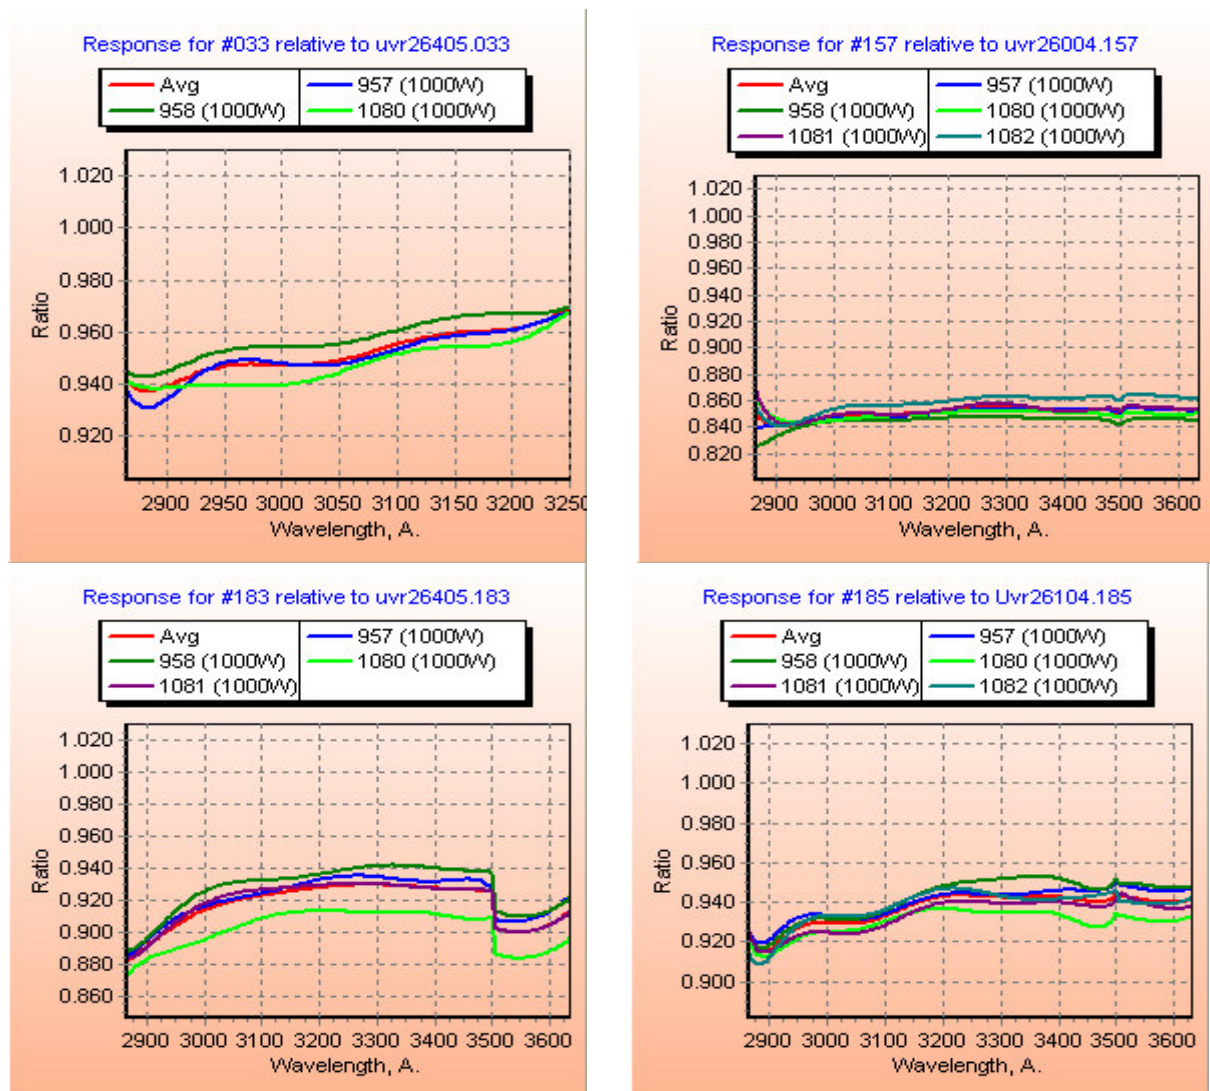 Response for #033 relative to uvr26405.033
Avg 957 (1000W)
958 (1000W) 1080 (1000W)
1.020
1.000
0.980
0.960
0.940
0.920
Ratio
2900 2950 3000 3050 3100 3150 3200 3250
Wavelength, A.
Response for #157 relative to uvr26004.157
Avg 957 (1000W)
958 (1000W) 1080 (1000W)
1081 (1000W) 1082 (1000W)
1.020
1.000
0.980
0.960
0.940
0.920
0.900
0.880
0.860
0.840
0.820
Ratio
2900 3000 3100 3200 3300 3400 3500 3600
Wavelength, A.
Response for #183 relative to uvr26405.183
Avg 957 (1000W)
958 (1000W) 1080 (1000W)
1081 (1000W)
1.020
1.000
0.980
0.960
0.940
0.920
0.900
0.880
0.860
Ratio
2900 3000 3100 3200 3300 3400 3500 3600
Wavelength, A.
Response for #185 relative to Uvr26104.185
Avg 957 (1000W)
958 (1000W) 1080 (1000W)
1081 (1000W) 1082 (1000W)
1.020
1.000
0.980
0.960
0.940
0.920
0.900
Ratio
2900 3000 3100 3200 3300 3400 3500 3600
Wavelength, A.